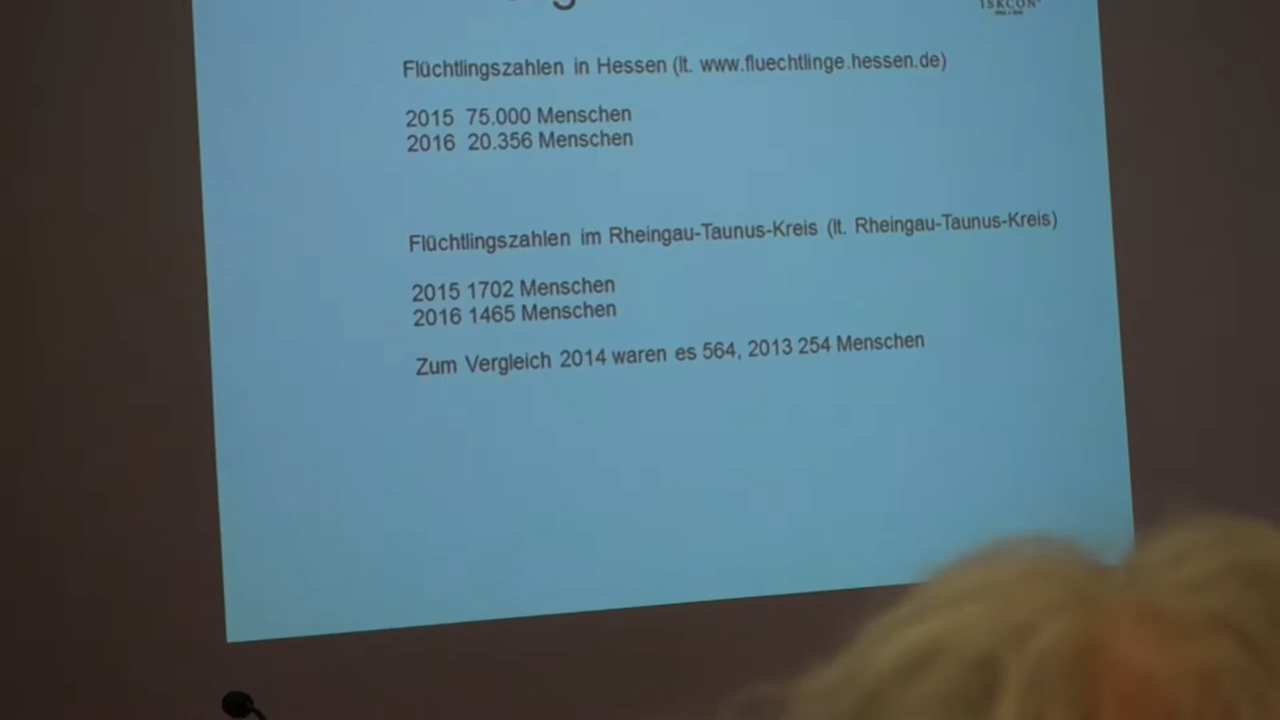 ISKCON
Flüchtlingszahlen in Hessen (lt. www.fluechtlinge.hessen.de)
2015 75.000 Menschen
2016 20.356 Menschen
Flüchtlingszahlen im Rheingau-Taunus-Kreis (lt. Rheingau-Taunus-Kreis)
2015 1702 Menschen
2016 1465 Menschen
Zum Vergleich 2014 waren es 564, 2013 254 Menschen